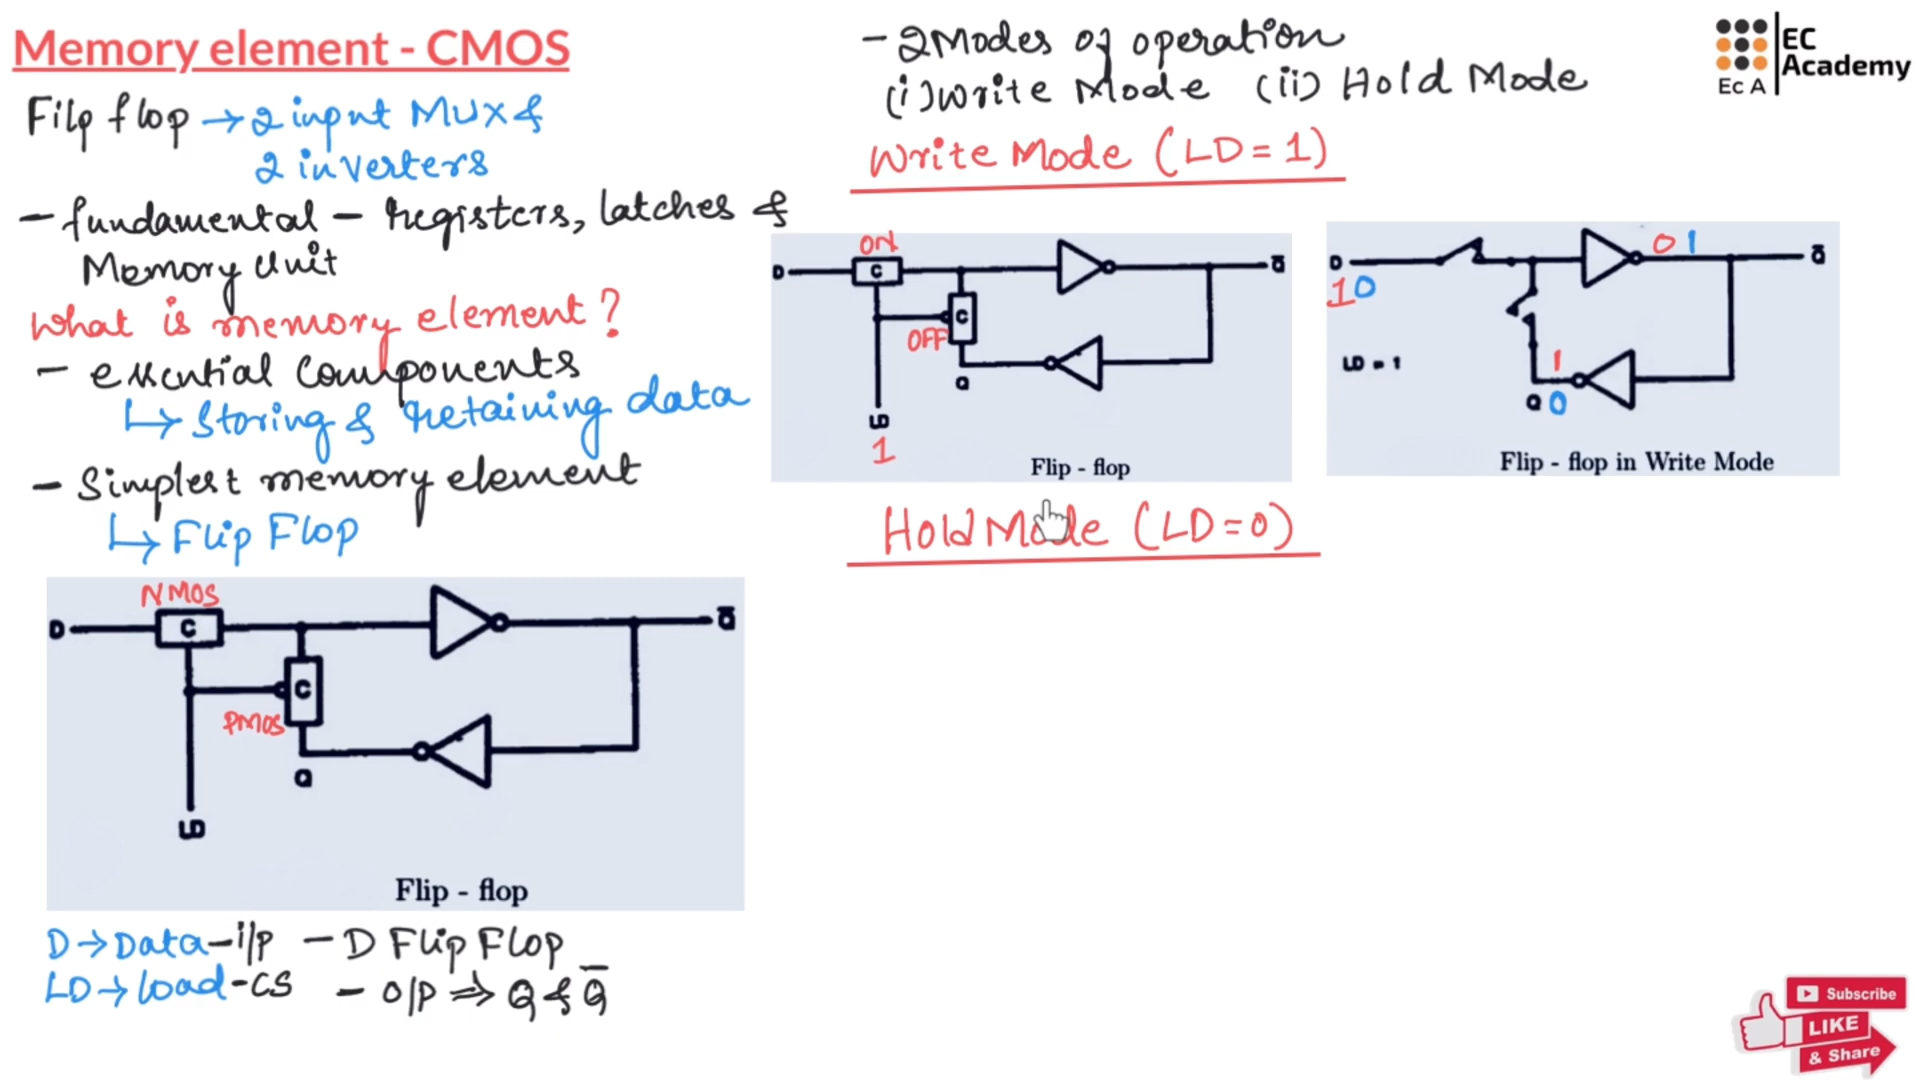 Memory element - CMOS
Filp flop → 2 input MUX &
2 inverters
- fundamental - registers, latches &
Memory Unit
What is memory element?
- essential components
↳ Storing & retaining data
- Simplest memory element
↳ Flip Flop
NMOS
D
C
Q̅
C
PMOS
Q
LD
Flip - flop
D → Data - i/p
- D Flip Flop
LD → load - CS
- O/P ⇒ Q & Q̅
- 2 Modes of operation
(i) Write Mode (ii) Hold Mode
Write Mode (LD = 1)
ON
D
C
Q̅
C
OFF
Q
LD
1
Flip - flop
D
1 0
0 1
Q̅
LD = 1
1
Q 0
Flip - flop in Write Mode
Hold Mode (LD = 0)
EC
Academy
Ec A
Subscribe
LIKE
& Share